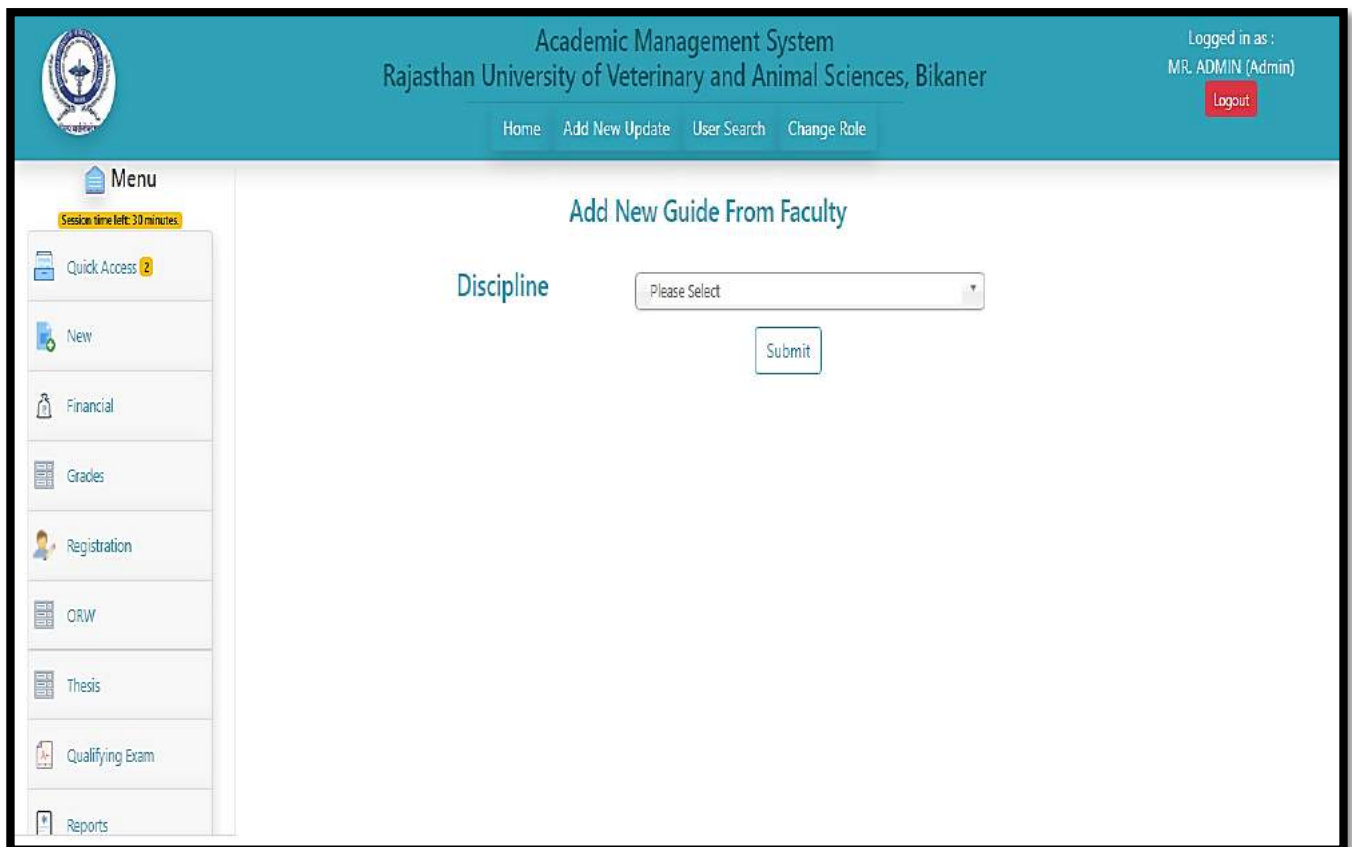 Academic Management System
Rajasthan University of Veterinary and Animal Sciences, Bikaner
Logged in as :
MR. ADMIN (Admin)
Logout
Home Add New Update User Search Change Role
Menu
Session time left: 30 minutes.
Quick Access 2
New
Financial
Grades
Registration
ORW
Thesis
Qualifying Exam
Reports
Add New Guide From Faculty
Discipline Please Select
Submit